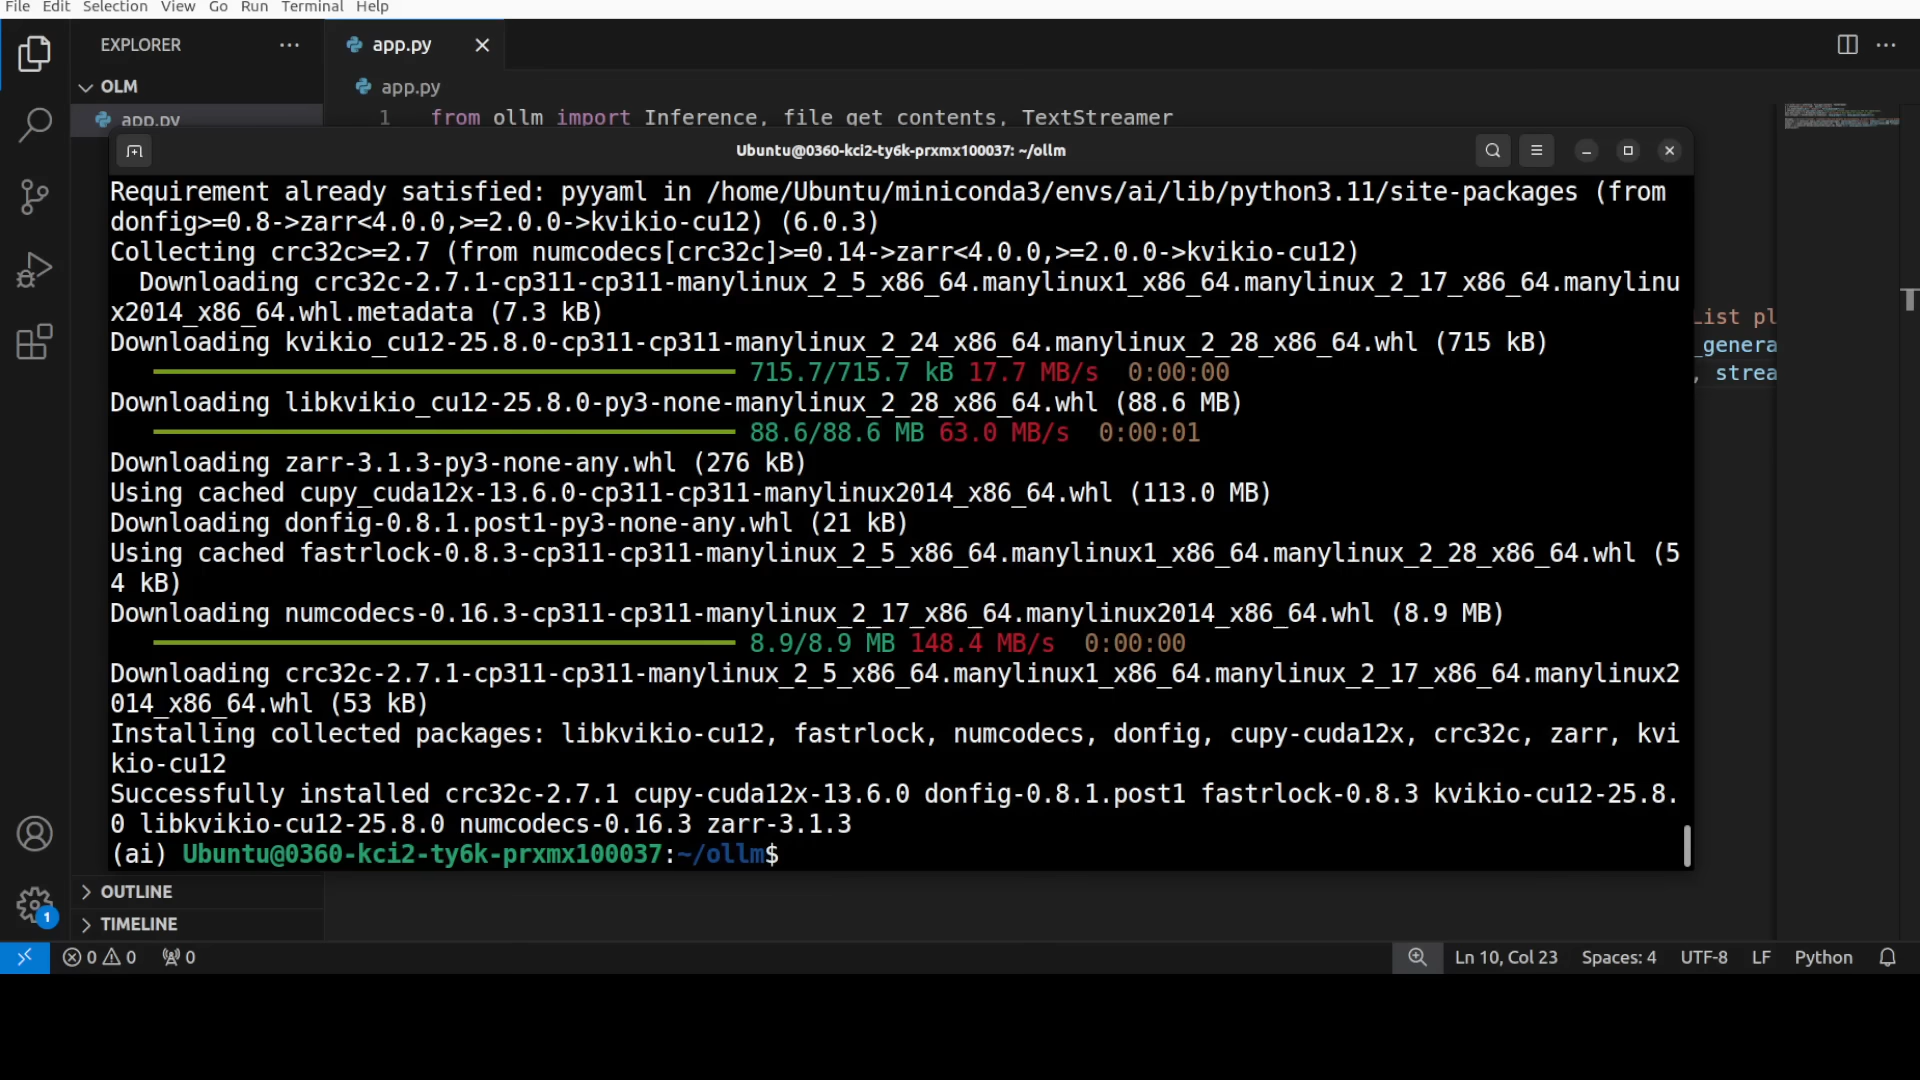 File Edit Selection View Go Run Terminal Help
EXPLORER
app.py
OLM
app.py
app.py
1 from ollm import Inference, file_get_contents, TextStreamer
Ubuntu@0360-kci2-ty6k-prxmx100037: ~/ollm
Requirement already satisfied: pyyaml in /home/Ubuntu/miniconda3/envs/ai/lib/python3.11/site-packages (from
donfig>=0.8->zarr<4.0.0,>=2.0.0->kvikio-cu12) (6.0.3)
Collecting crc32c>=2.7 (from numcodecs[crc32c]>=0.14->zarr<4.0.0,>=2.0.0->kvikio-cu12)
Downloading crc32c-2.7.1-cp311-cp311-manylinux_2_5_x86_64.manylinux1_x86_64.manylinux_2_17_x86_64.manylinu
x2014_x86_64.whl.metadata (7.3 kB)
Downloading kvikio_cu12-25.8.0-cp311-cp311-manylinux_2_24_x86_64.manylinux_2_28_x86_64.whl (715 kB)
715.7/715.7 kB 17.7 MB/s 0:00:00
Downloading libkvikio_cu12-25.8.0-py3-none-manylinux_2_28_x86_64.whl (88.6 MB)
88.6/88.6 MB 63.0 MB/s 0:00:01
Downloading zarr-3.1.3-py3-none-any.whl (276 kB)
Using cached cupy_cuda12x-13.6.0-cp311-cp311-manylinux2014_x86_64.whl (113.0 MB)
Downloading donfig-0.8.1.post1-py3-none-any.whl (21 kB)
Using cached fastrlock-0.8.3-cp311-cp311-manylinux_2_5_x86_64.manylinux1_x86_64.manylinux_2_28_x86_64.whl (5
4 kB)
Downloading numcodecs-0.16.3-cp311-cp311-manylinux_2_17_x86_64.manylinux2014_x86_64.whl (8.9 MB)
8.9/8.9 MB 148.4 MB/s 0:00:00
Downloading crc32c-2.7.1-cp311-cp311-manylinux_2_5_x86_64.manylinux1_x86_64.manylinux_2_17_x86_64.manylinux2
014_x86_64.whl (53 kB)
Installing collected packages: libkvikio-cu12, fastrlock, numcodecs, donfig, cupy-cuda12x, crc32c, zarr, kvi
kio-cu12
Successfully installed crc32c-2.7.1 cupy-cuda12x-13.6.0 donfig-0.8.1.post1 fastrlock-0.8.3 kvikio-cu12-25.8.
0 libkvikio-cu12-25.8.0 numcodecs-0.16.3 zarr-3.1.3
(ai) Ubuntu@0360-kci2-ty6k-prxmx100037:~/ollm$
List pl
_genera
, strea
OUTLINE
TIMELINE
1
0 0 0 Ln 10, Col 23 Spaces: 4 UTF-8 LF Python